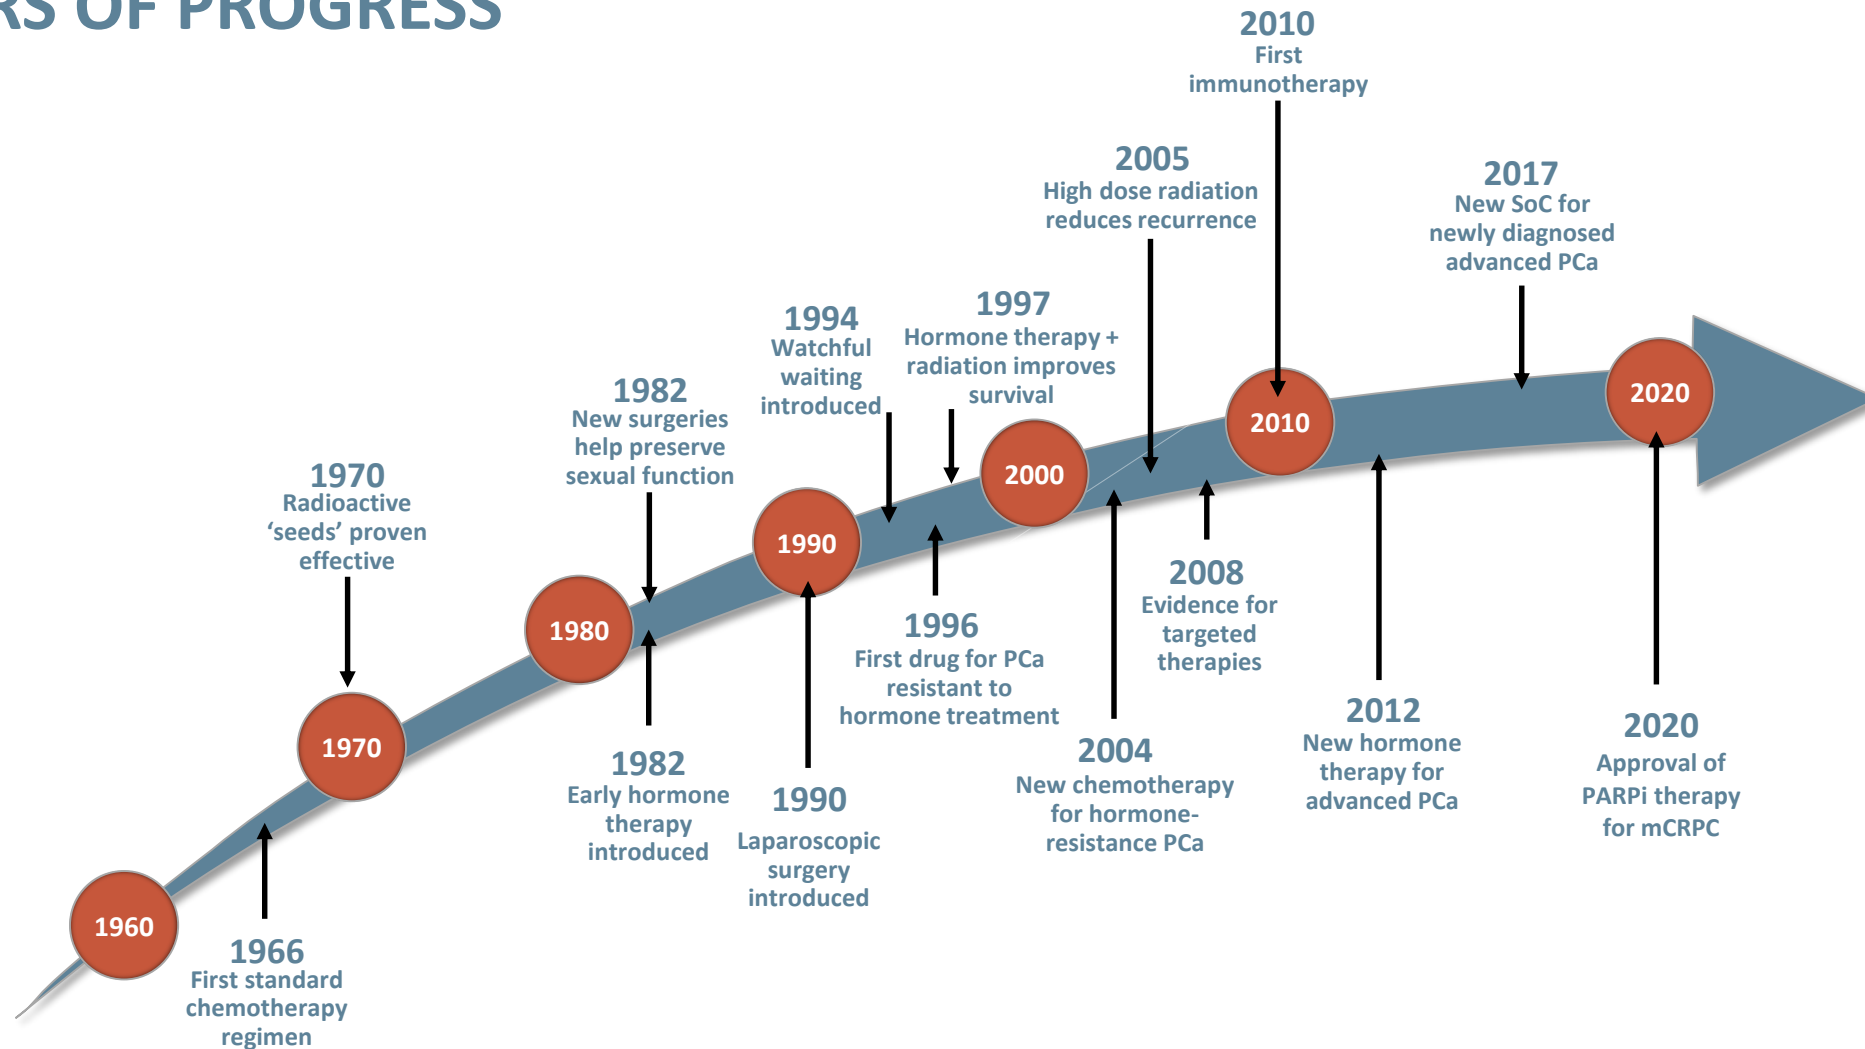 RS OF PROGRESS
2010
First
immunotherapy
2005
High dose radiation
reduces recurrence
2017
New SoC for
newly diagnosed
advanced PCa
1997
Hormone therapy +
radiation improves
survival
1994
Watchful
waiting
introduced
1982
New surgeries
help preserve
sexual function
1970
Radioactive
‘seeds’ proven
effective
1960
1970
1980
1990
2000
2010
2020
1966
First standard
chemotherapy
regimen
1982
Early hormone
therapy
introduced
1990
Laparoscopic
surgery
introduced
1996
First drug for PCa
resistant to
hormone treatment
2004
New chemotherapy
for hormone-
resistance PCa
2008
Evidence for
targeted
therapies
2012
New hormone
therapy for
advanced PCa
2020
Approval of
PARPi therapy
for mCRPC